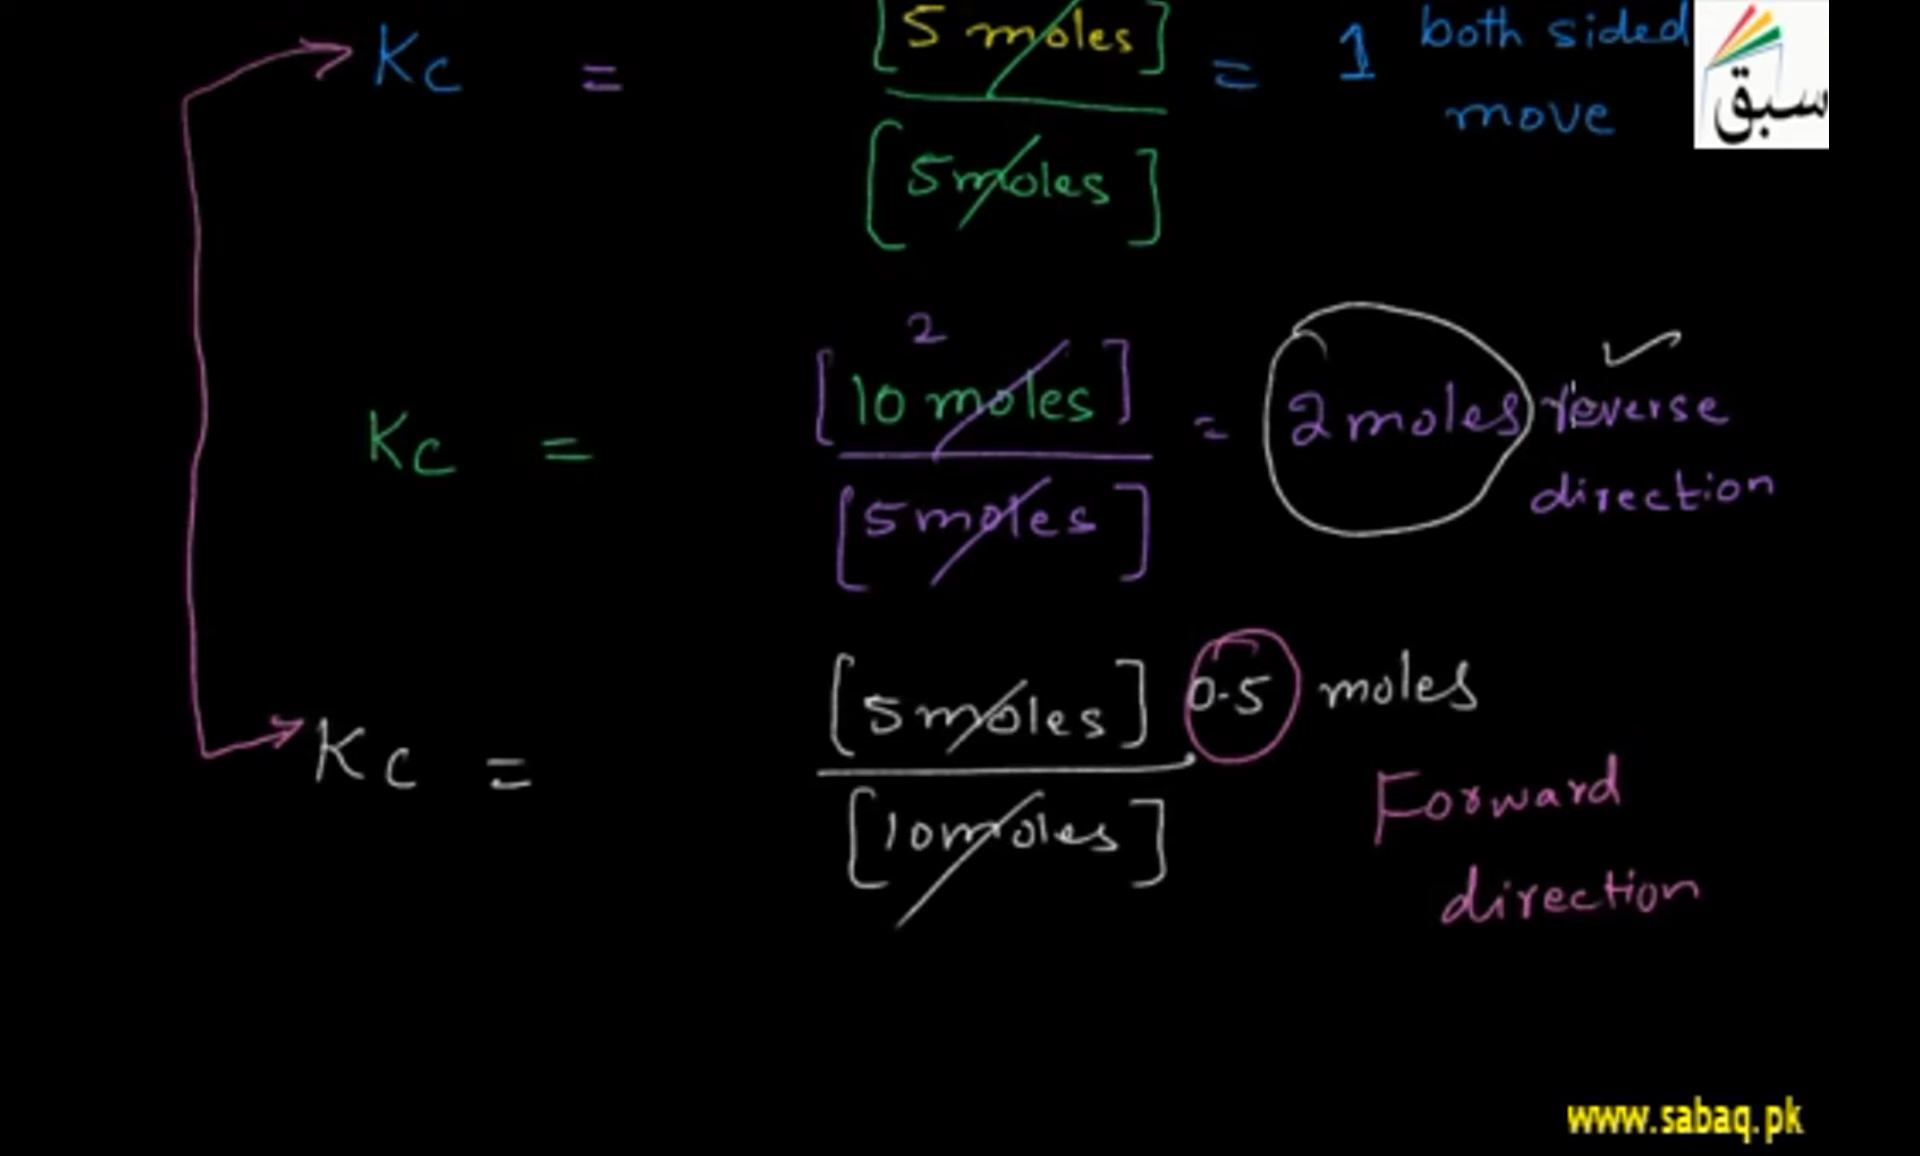 [5 moles]
Kc = = 1 both sided
move
[5 moles]
سبق
2
[10 moles]
Kc = = 2 moles reverse
direction
[5 moles]
[5 moles] 0.5 moles
Kc =
Forward
[10 moles]
direction
www.sabaq.pk